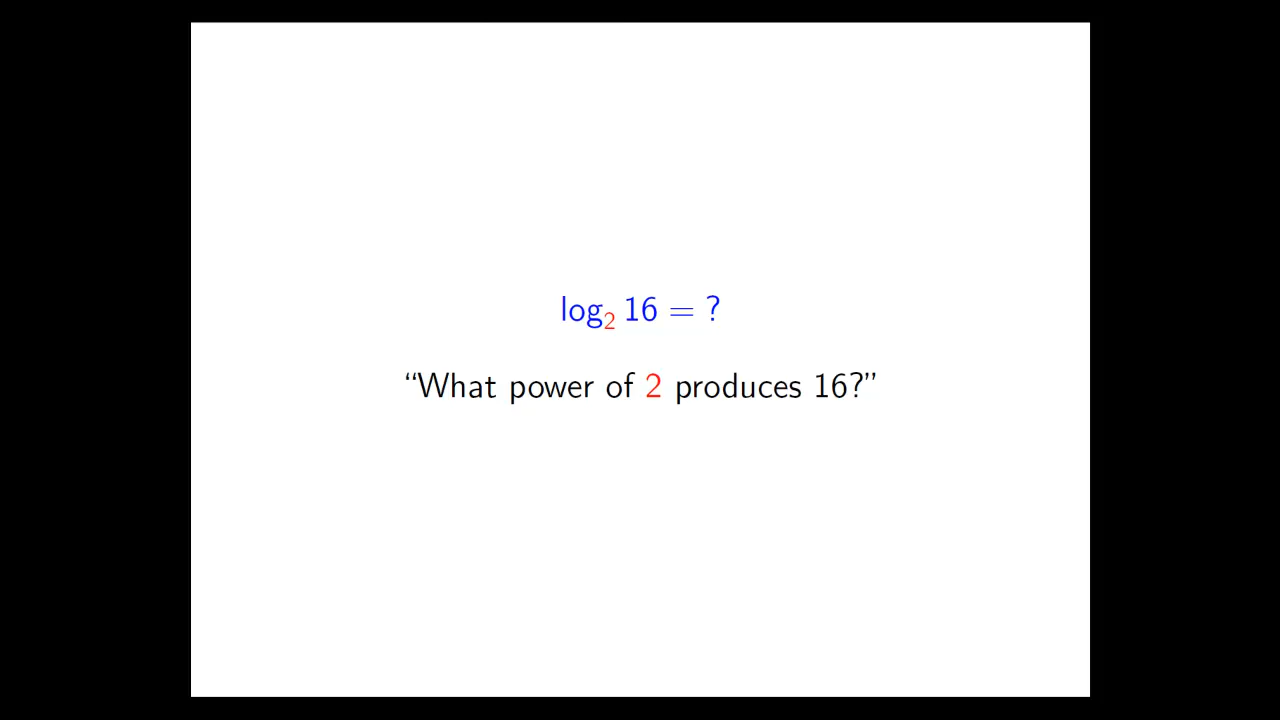 log₂ 16 = ?
“What power of 2 produces 16?”